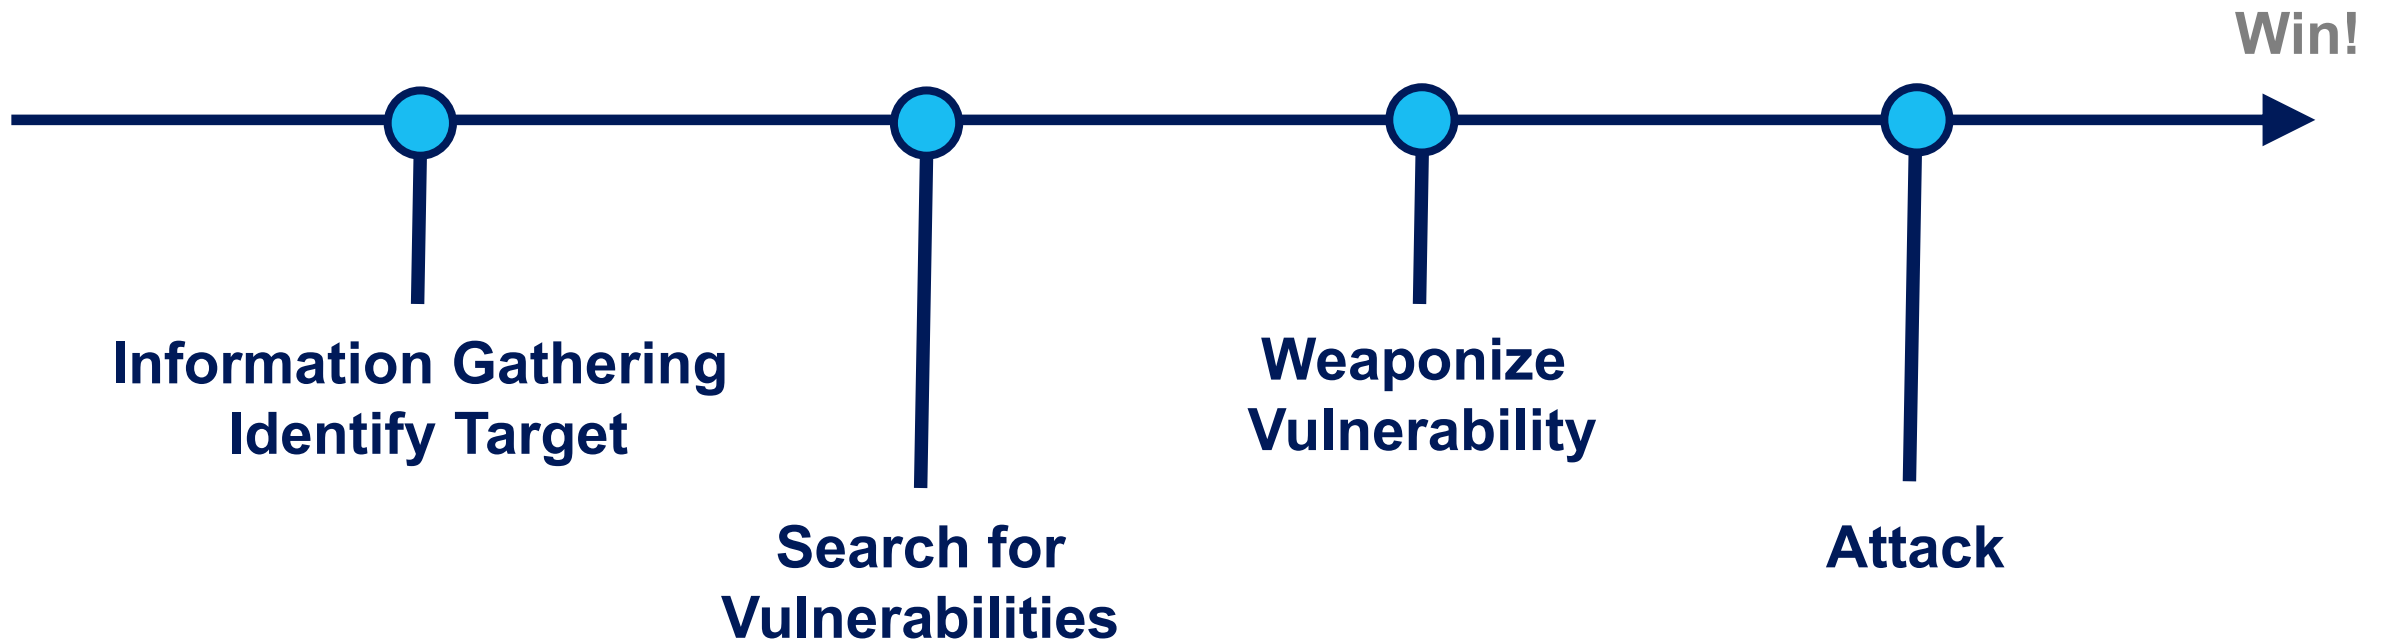 Win!
Information Gathering
Identify Target
Search for
Vulnerabilities
Weaponize
Vulnerability
Attack